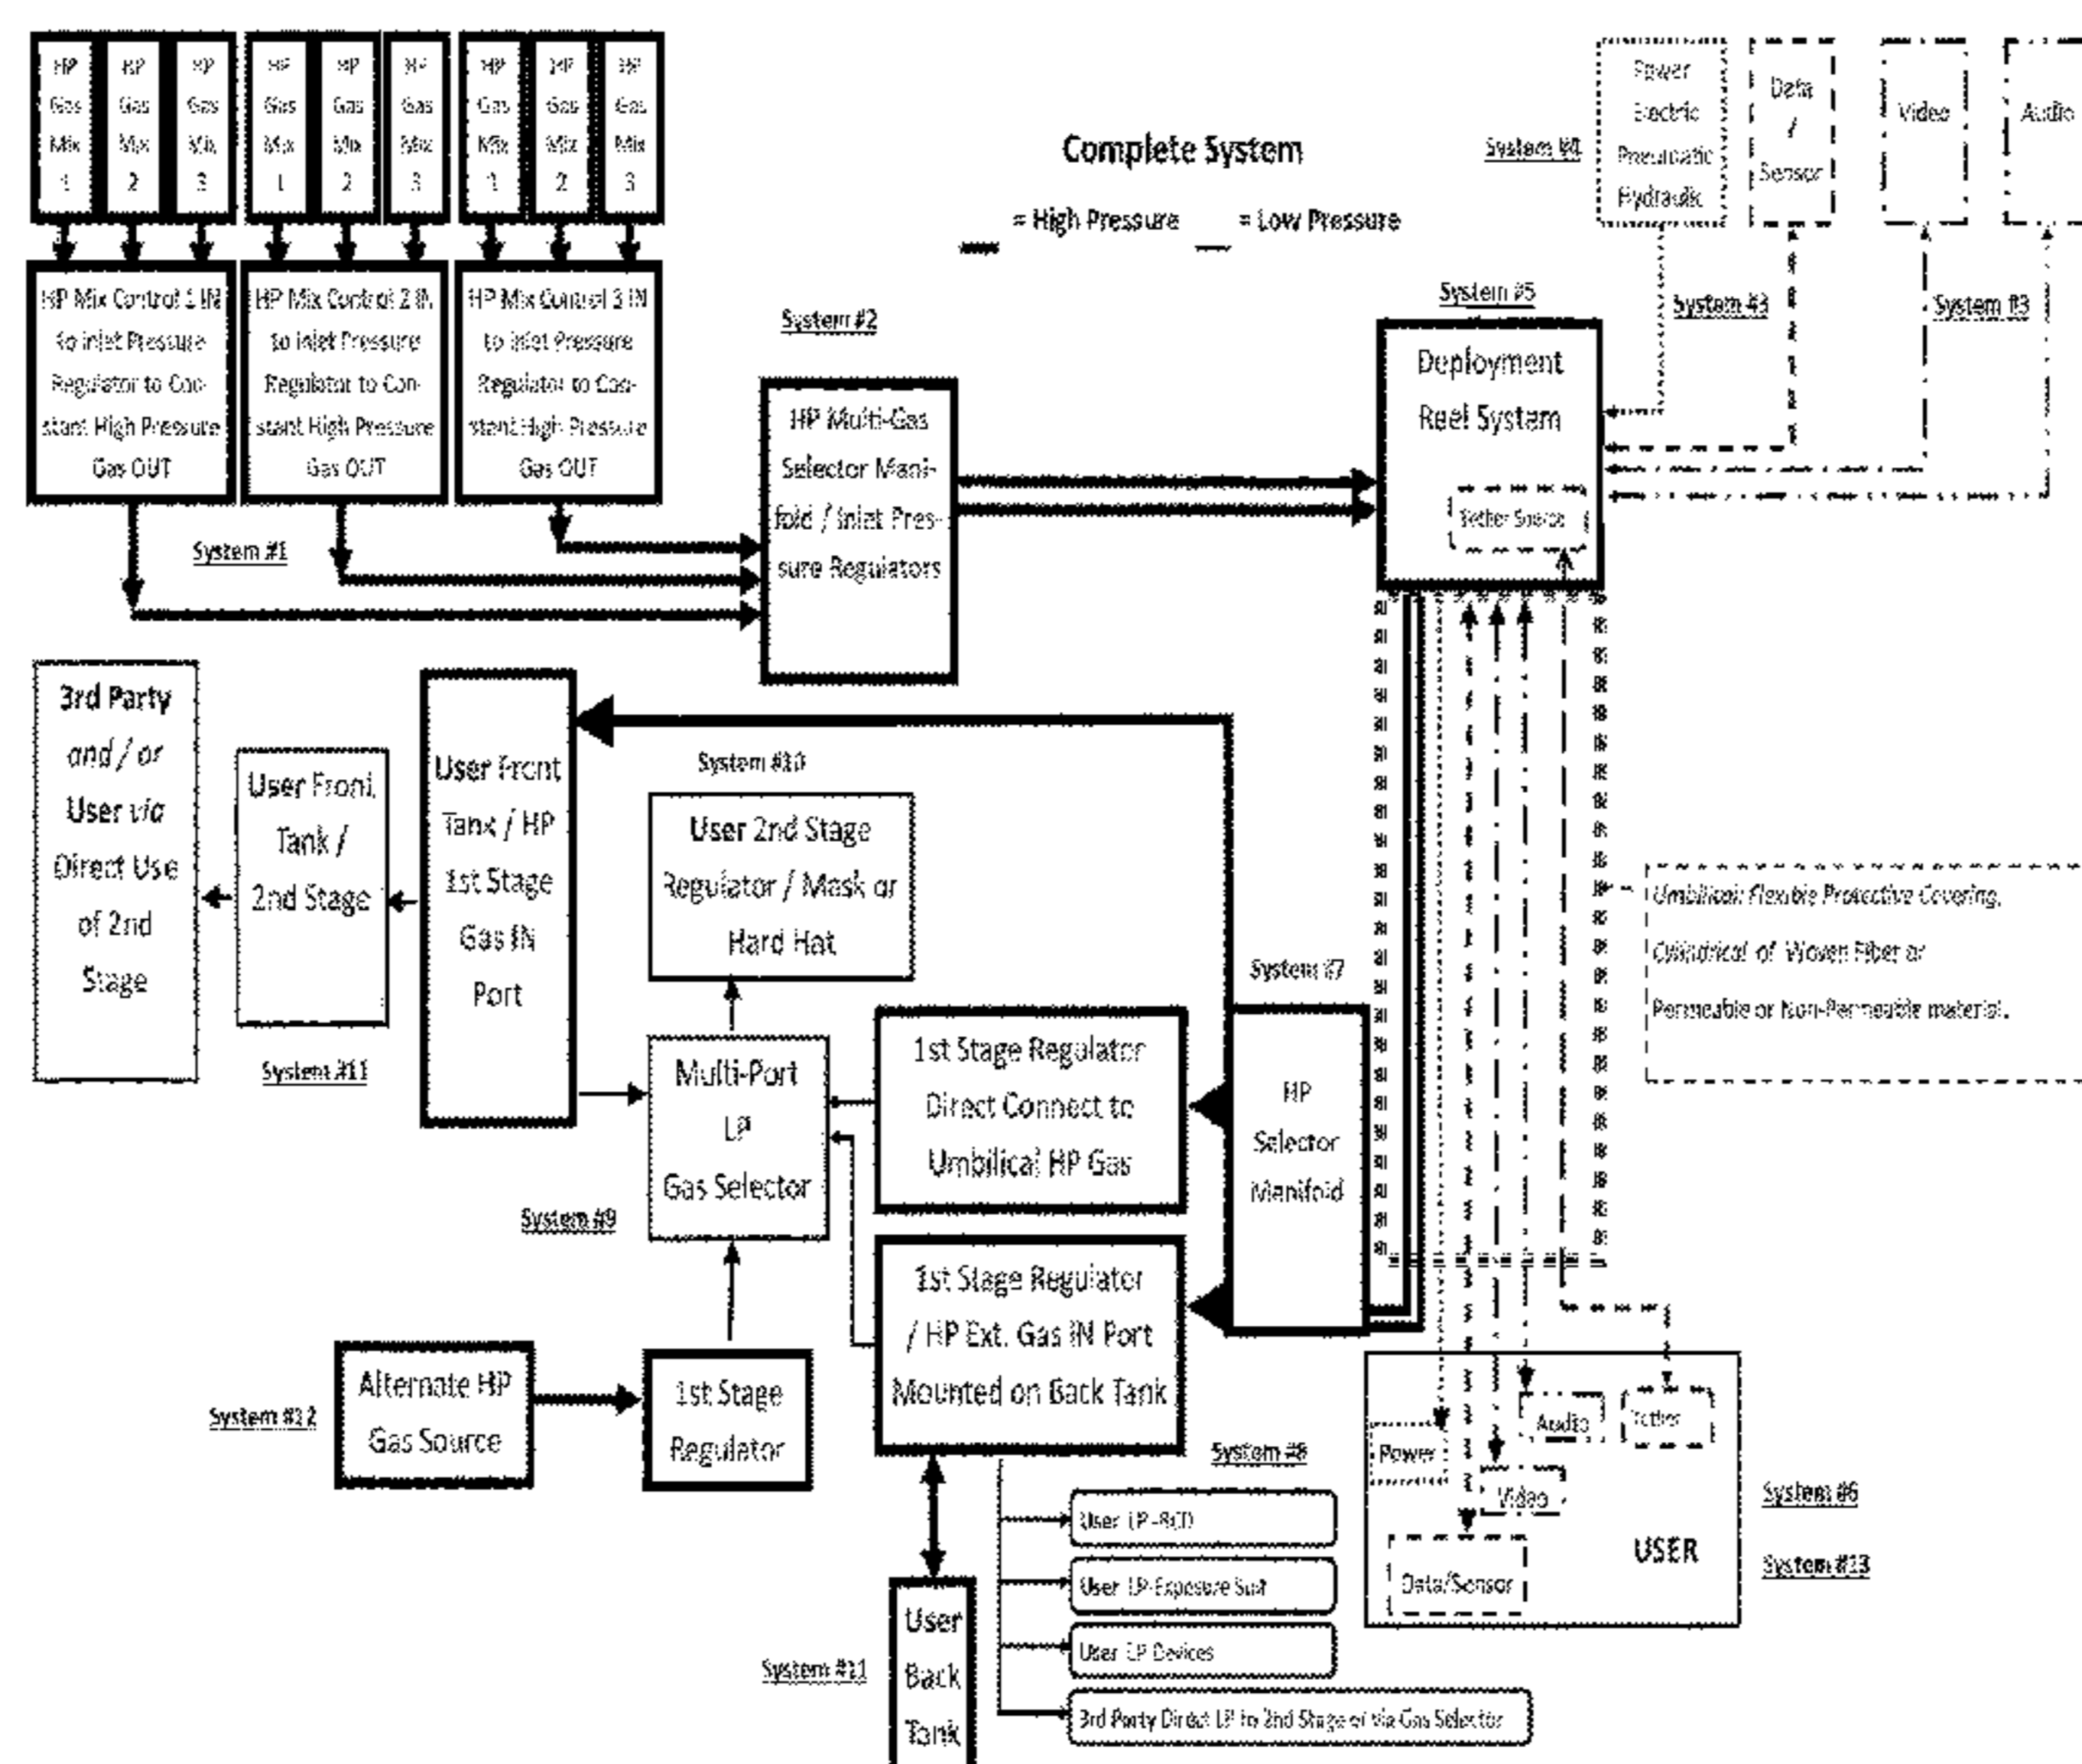 HP
Gas
Mix
1
HP
Gas
Mix
2
HP
Gas
Mix
3
HP
Gas
Mix
1
HP
Gas
Mix
2
HP
Gas
Mix
3
HP
Gas
Mix
1
HP
Gas
Mix
2
HP
Gas
Mix
3
Complete System
= High Pressure
= Low Pressure
System #4
Power
Electric
Pneumatic
Hydraulic
Data
/
Sensor
Video
Audio
HP Mix Control 1 IN
to inlet Pressure
Regulator to Con-
stant High Pressure
Gas OUT
HP Mix Control 2 IN
to inlet Pressure
Regulator to Con-
stant High Pressure
Gas OUT
HP Mix Control 3 IN
to inlet Pressure
Regulator to Con-
stant High Pressure
Gas OUT
System #1
System #2
HP Multi-Gas
Selector Mani-
fold / Inlet Pres-
sure Regulators
System #5
Deployment
Reel System
Tether Source
System #3
System #3
3rd Party
and / or
User via
Direct Use
of 2nd
Stage
User Front
Tank /
2nd Stage
System #11
User Front
Tank / HP
1st Stage
Gas IN
Port
System #10
User 2nd Stage
Regulator / Mask or
Hard Hat
Multi-Port
LP
Gas Selector
System #9
1st Stage Regulator
Direct Connect to
Umbilical HP Gas
System #7
HP
Selector
Manifold
Umbilical: Flexible Protective Covering,
Cylindrical of Woven Fiber or
Permeable or Non-Permeable material.
1st Stage Regulator
/ HP Ext. Gas IN Port
Mounted on Back Tank
System #8
System #12
Alternate HP
Gas Source
1st Stage
Regulator
User LP-BCD
User LP-Exposure Suit
User LP Devices
3rd Party Direct LP to 2nd Stage or via Gas Selector
System #11
User
Back
Tank
Power
Audio
Tether
Video
Data/Sensor
USER
System #6
System #13